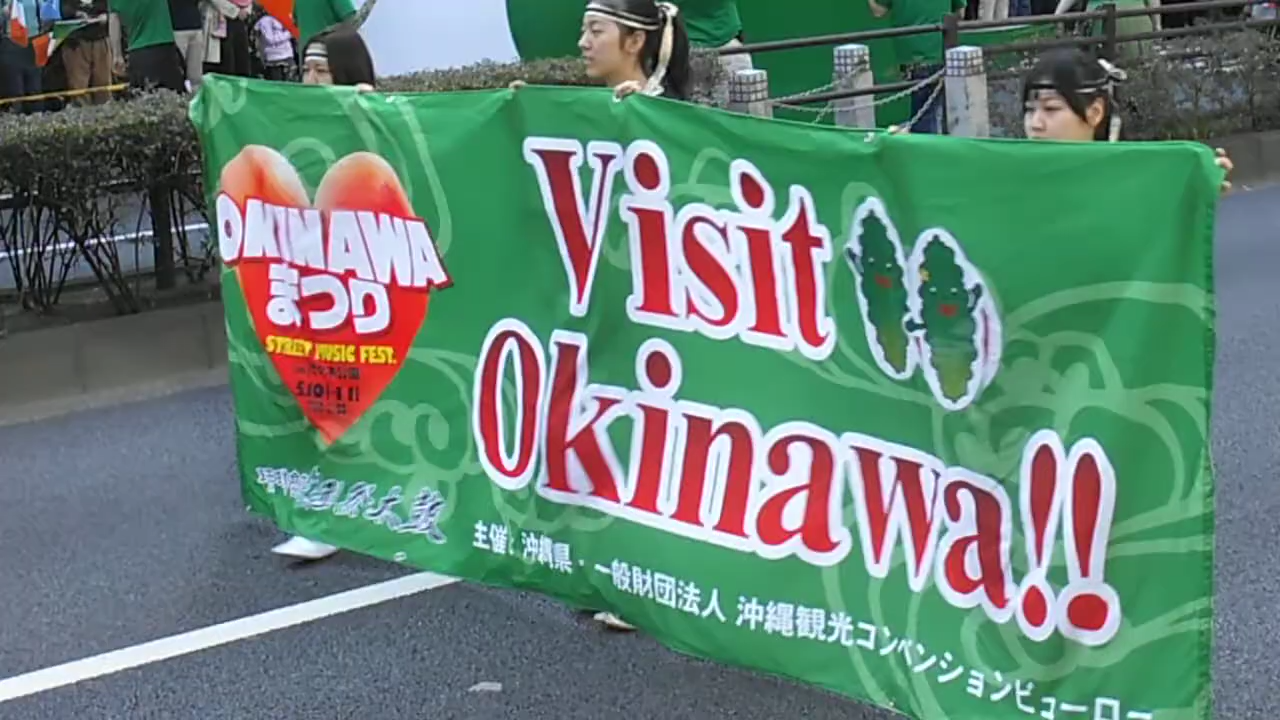 OKINAWA
まつり
STREET MUSIC FEST.
Visit
Okinawa!!
主催：沖縄県・一般財団法人 沖縄観光コンベンションビューロー